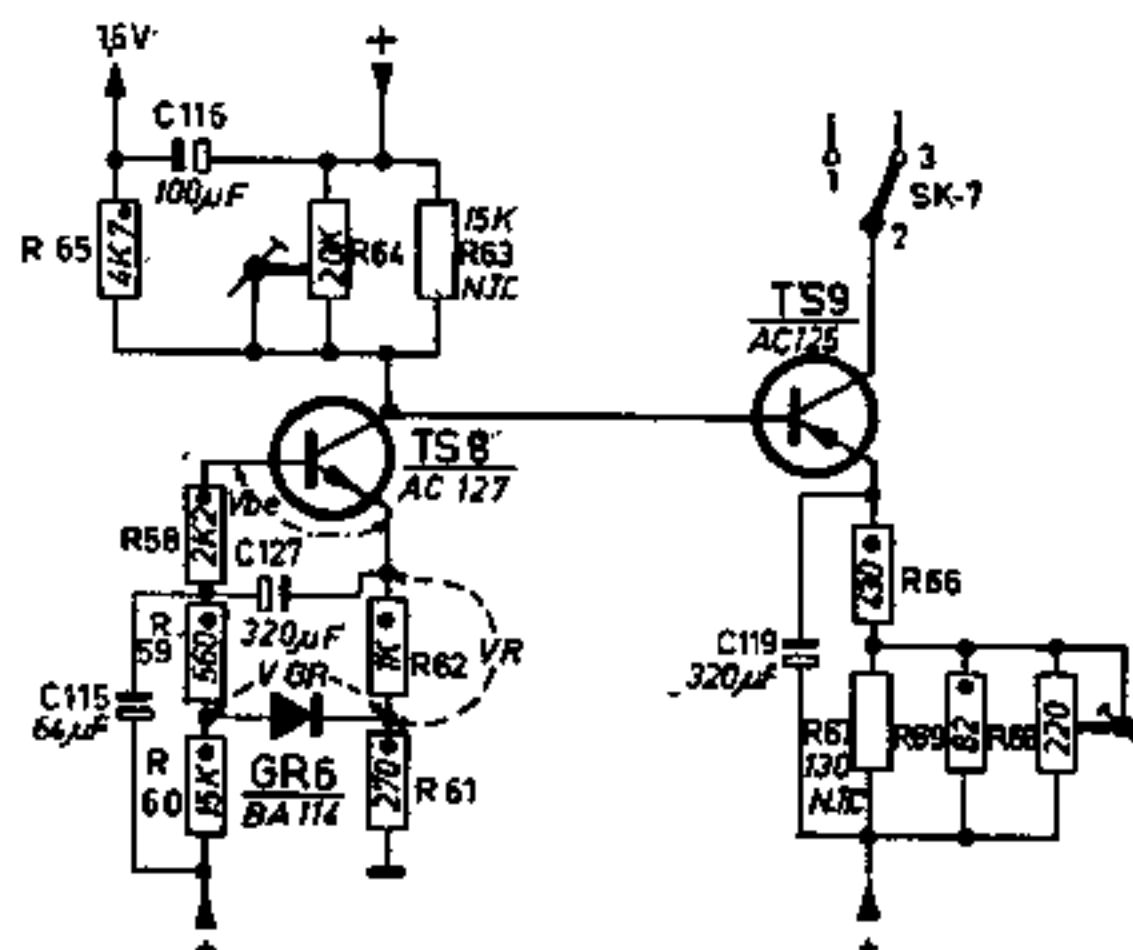 +
C116
100µF
R 65
4K7
20K
R64
15K
R63
NTC
1
3
SK-7
2
TS9
AC125
TS8
AC 127
Vbe
R58
2K2
C127
320µF
R
59
560
V GR
1K
R62
VR
C115
64µF
R
60
15K
GR6
BA 114
270
R 61
R66
C119
320µF
R67
130
NTC
R69
82
R68
220
+
+